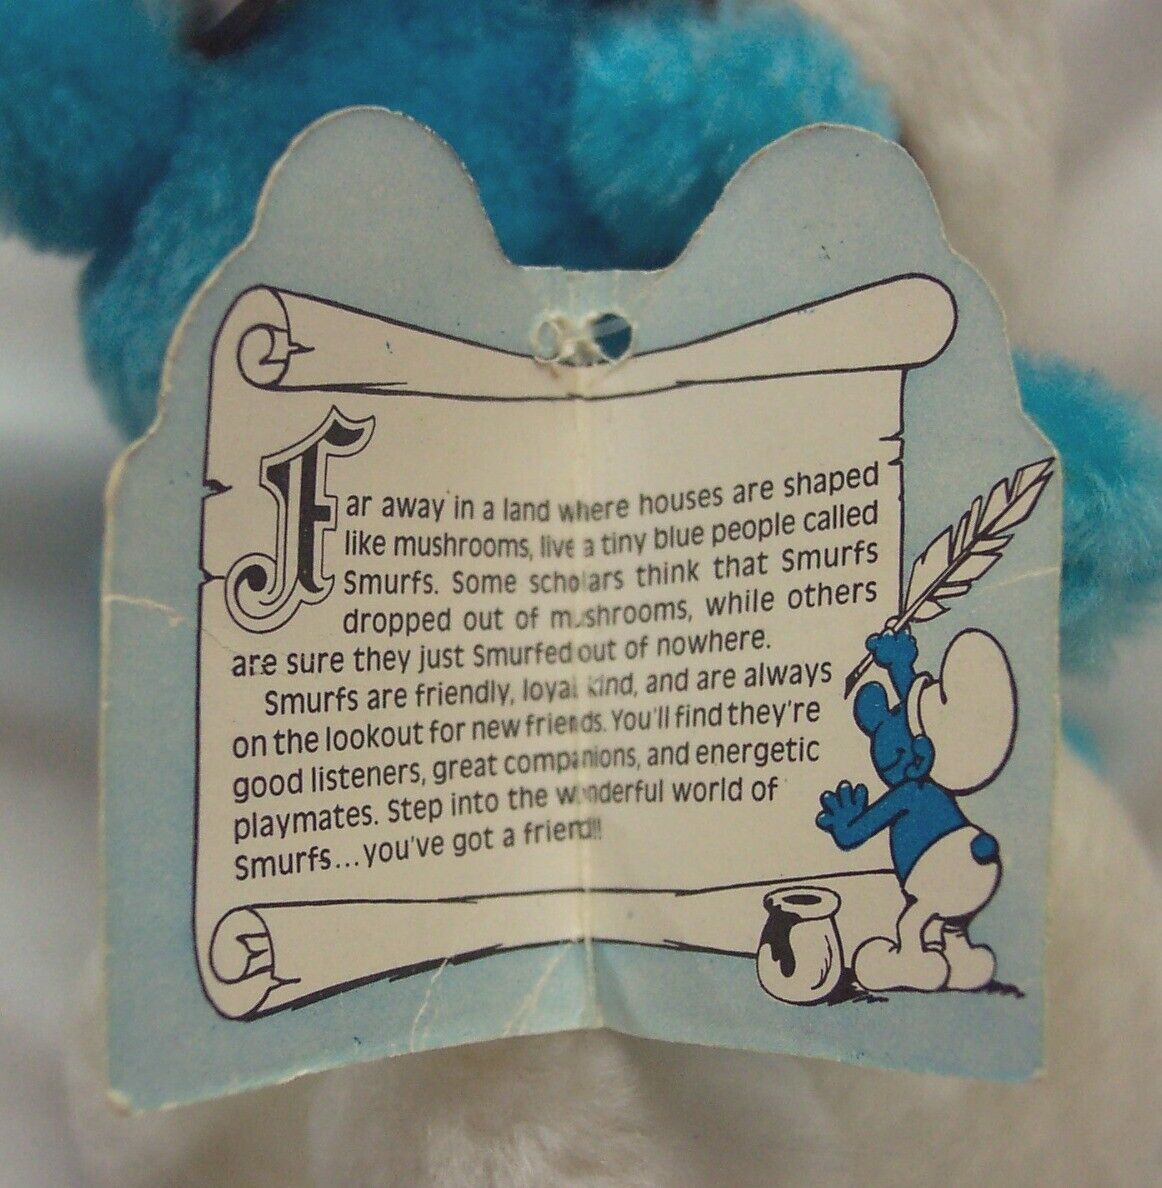 Far away in a land where houses are shaped
like mushrooms, live a tiny blue people called
Smurfs. Some scholars think that Smurfs
dropped out of mushrooms, while others
are sure they just Smurfed out of nowhere.
Smurfs are friendly, loyal, kind, and are always
on the lookout for new friends. You'll find they're
good listeners, great companions, and energetic
playmates. Step into the wonderful world of
Smurfs...you've got a friend!!